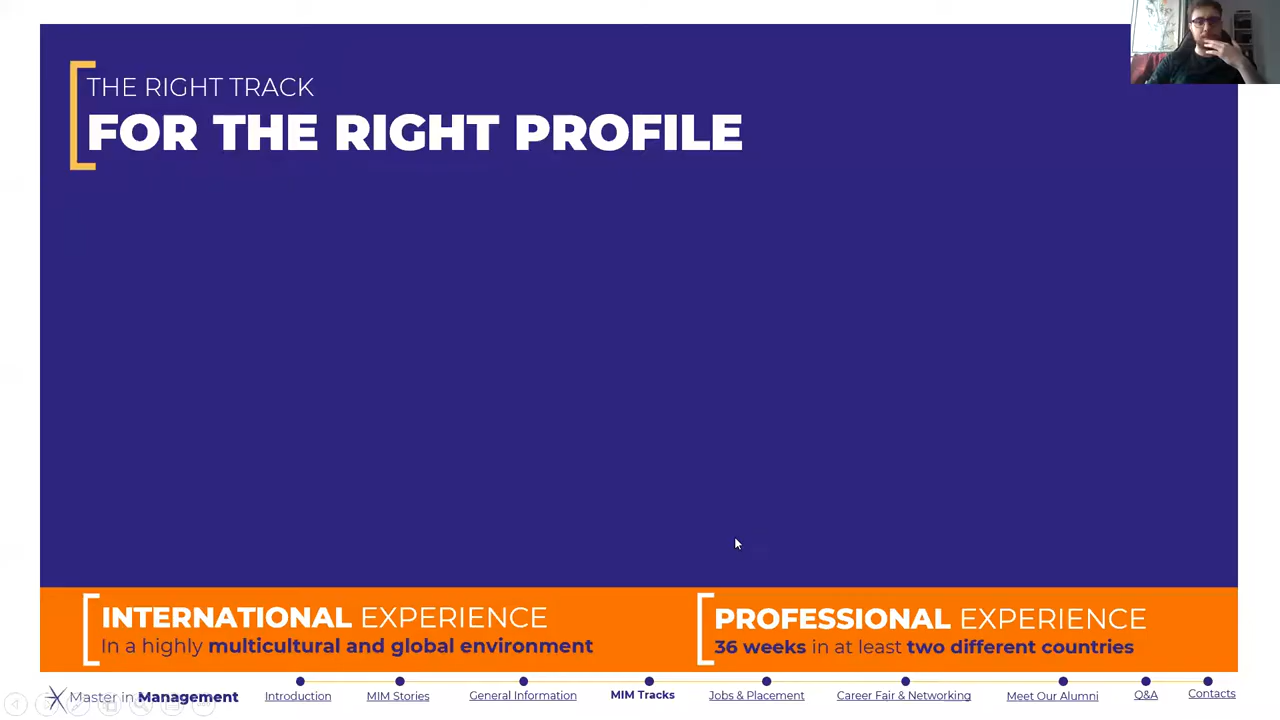 THE RIGHT TRACK
FOR THE RIGHT PROFILE
INTERNATIONAL EXPERIENCE
In a highly multicultural and global environment
PROFESSIONAL EXPERIENCE
36 weeks in at least two different countries
Master in Management
Introduction
MIM Stories
General Information
MIM Tracks
Jobs & Placement
Career Fair & Networking
Meet Our Alumni
Q&A
Contacts